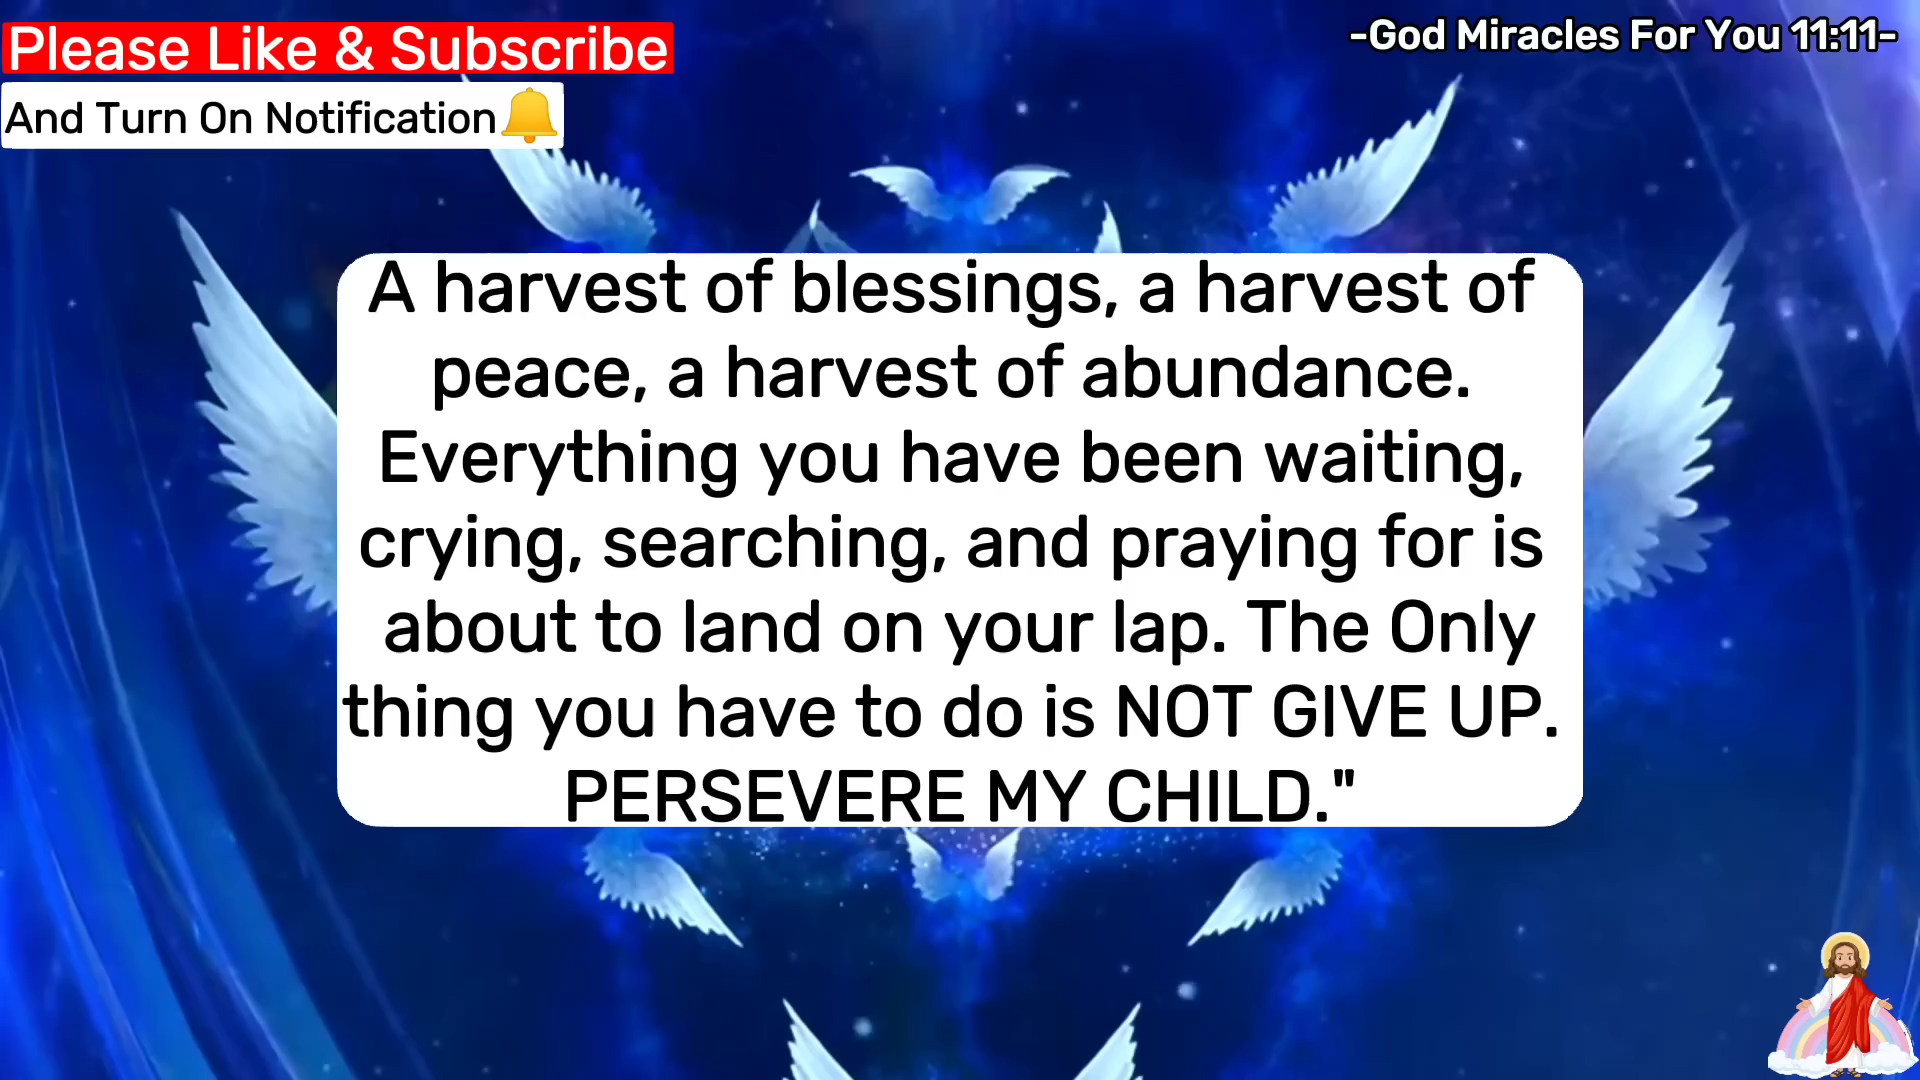 Please Like & Subscribe
-God Miracles For You 11:11-
And Turn On Notification🔔
A harvest of blessings, a harvest of
peace, a harvest of abundance.
Everything you have been waiting,
crying, searching, and praying for is
about to land on your lap. The Only
thing you have to do is NOT GIVE UP.
PERSEVERE MY CHILD."